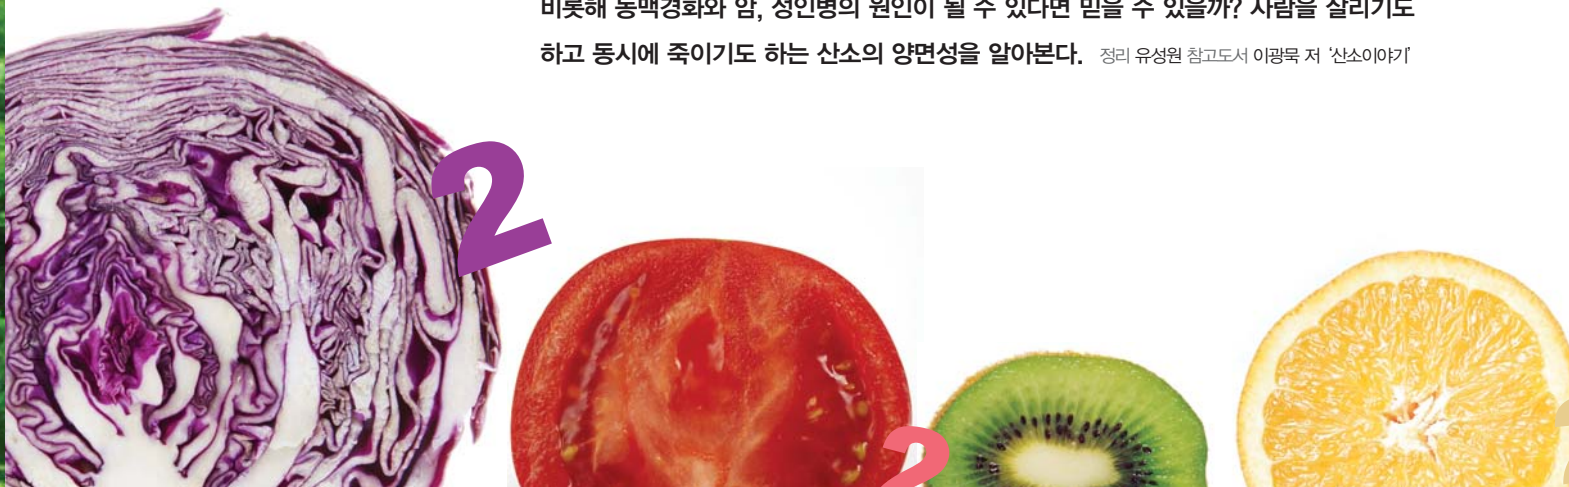 비롯해 동맥경화와 암, 성인병의 원인이 될 수 있다면 믿을 수 있을까? 사람을 살리기도
하고 동시에 죽이기도 하는 산소의 양면성을 알아본다. 정리 유성원 참고도서 이광묵 저 ‘산소이야기’
2
2